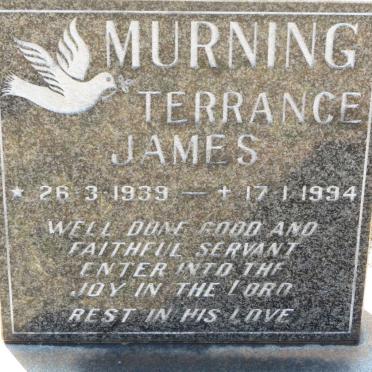 MURNING
TERRANCE
JAMES
★ 26·3·1939 — + 17·1·1994
WELL DONE GOOD AND
FAITHFUL SERVANT
ENTER INTO THE
JOY IN THE LORD
REST IN HIS LOVE